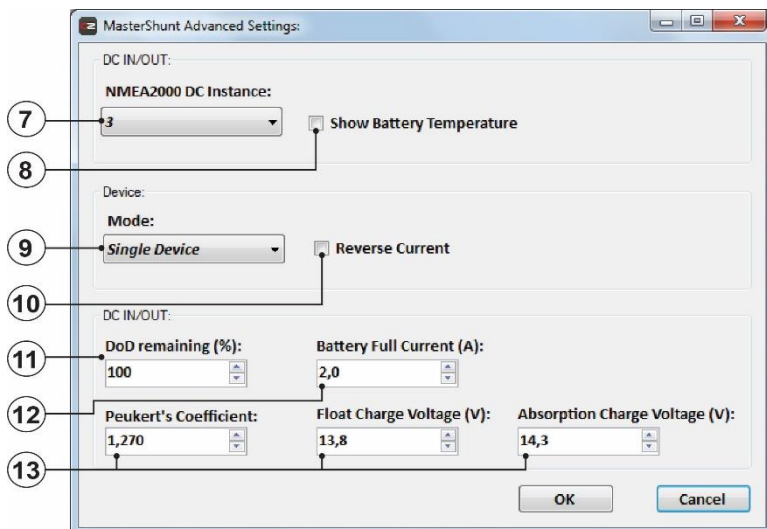 MasterShunt Advanced Settings:
DC IN/OUT:
NMEA2000 DC Instance:
7
3
Show Battery Temperature
8
Device:
Mode:
9
Single Device
Reverse Current
10
DC IN/OUT:
11
DoD remaining (%):
Battery Full Current (A):
100
2,0
12
Peukert's Coefficient:
Float Charge Voltage (V):
Absorption Charge Voltage (V):
13
1,270
13,8
14,3
OK
Cancel